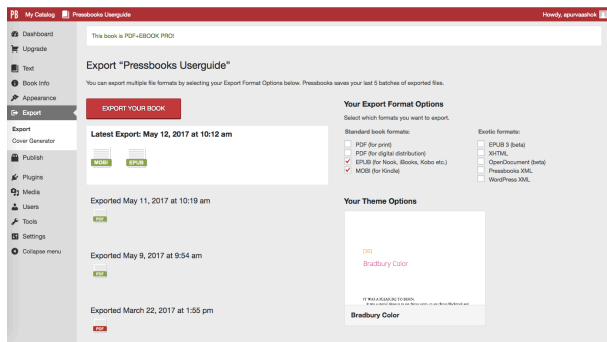 PB My Catalog Pressbooks Userguide Howdy, apurvaashok
Dashboard
Upgrade
Text
Book Info
Appearance
Export
Export
Cover Generator
Publish
Plugins
Media
Users
Tools
Settings
Collapse menu
This book is PDF+EBOOK PRO!
Export "Pressbooks Userguide"
You can export multiple file formats by selecting your Export Format Options below. Pressbooks saves your last 5 batches of exported files.
EXPORT YOUR BOOK
Latest Export: May 12, 2017 at 10:12 am
MOBI EPUB
Exported May 11, 2017 at 10:19 am
PDF
Exported May 9, 2017 at 9:54 am
PDF
Exported March 22, 2017 at 1:55 pm
PDF
Your Export Format Options
Select which formats you want to export.
Standard book formats:
PDF (for print)
PDF (for digital distribution)
EPUB (for Nook, iBooks, Kobo etc.)
MOBI (for Kindle)
Exotic formats:
EPUB 3 (beta)
XHTML
OpenDocument (beta)
Pressbooks XML
WordPress XML
Your Theme Options
Bradbury Color
IT WAS A PLEASURE TO BURN.
Bradbury Color